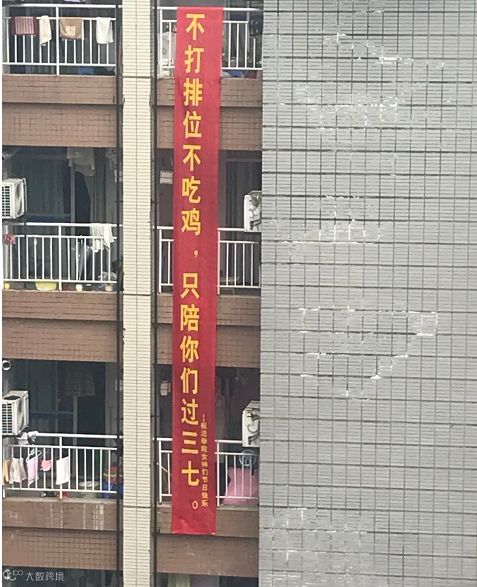 不打排位不吃鸡，只陪你们过三七。
--祝法学院女神们节日快乐
大数跨境